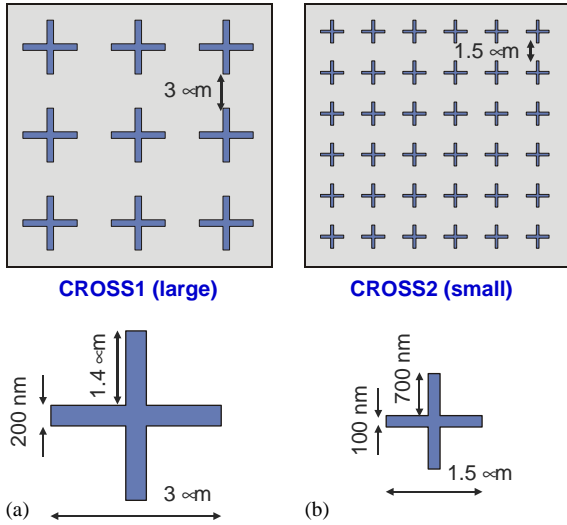 3 ∝m
1.5 ∝m
CROSS1 (large)
CROSS2 (small)
1.4 ∝m
200 nm
3 ∝m
(a)
700 nm
100 nm
1.5 ∝m
(b)